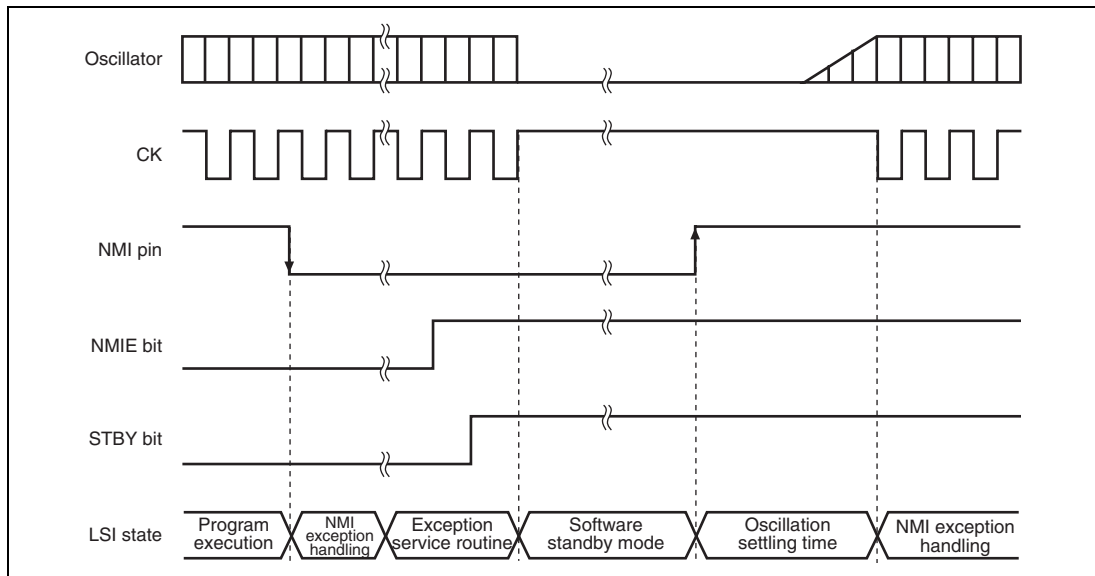 Oscillator
CK
NMI pin
NMIE bit
STBY bit
LSI state
Program
execution
NMI
exception
handling
Exception
service routine
Software
standby mode
Oscillation
settling time
NMI exception
handling